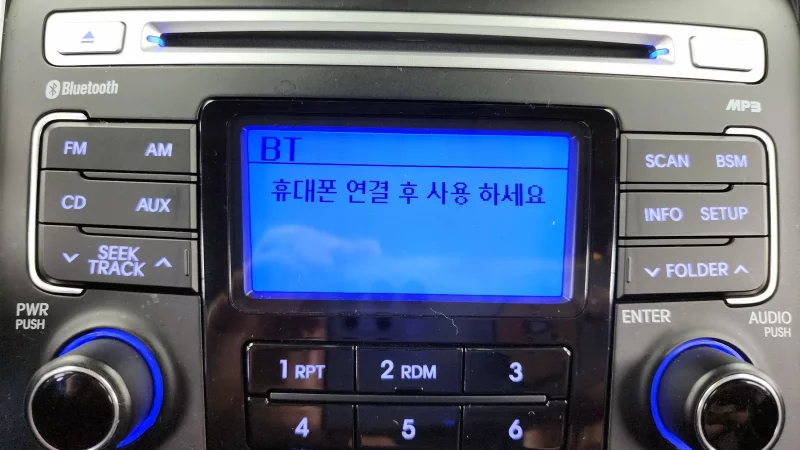 Bluetooth
MP3
FM AM
CD AUX
SEEK
TRACK
BT
휴대폰 연결 후 사용 하세요
SCAN BSM
INFO SETUP
FOLDER
PWR
PUSH
ENTER
AUDIO
PUSH
1 RPT 2 RDM 3
4 5 6